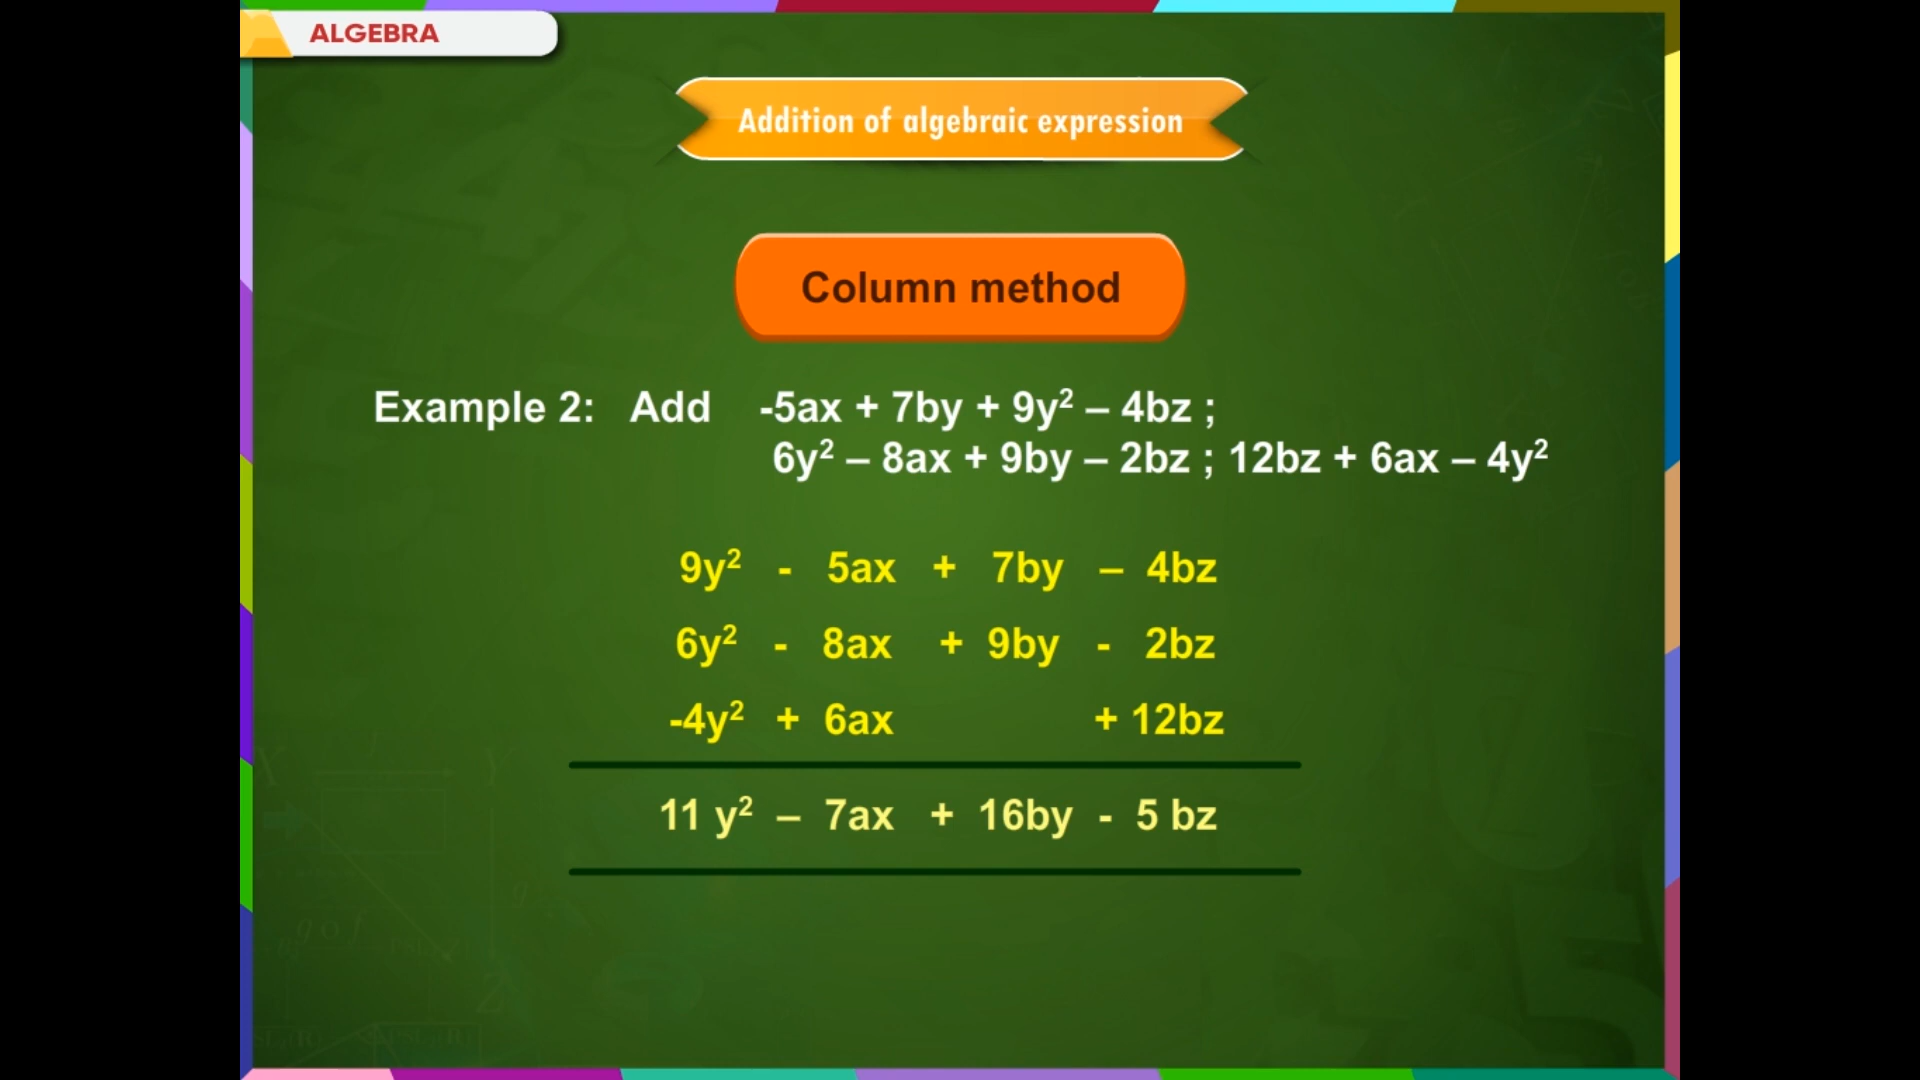 ALGEBRA
Addition of algebraic expression
Column method
Example 2: Add -5ax + 7by + 9y² – 4bz ;
6y² – 8ax + 9by – 2bz ; 12bz + 6ax – 4y²
9y² - 5ax + 7by – 4bz
6y² - 8ax + 9by - 2bz
-4y² + 6ax + 12bz
11 y² – 7ax + 16by - 5 bz